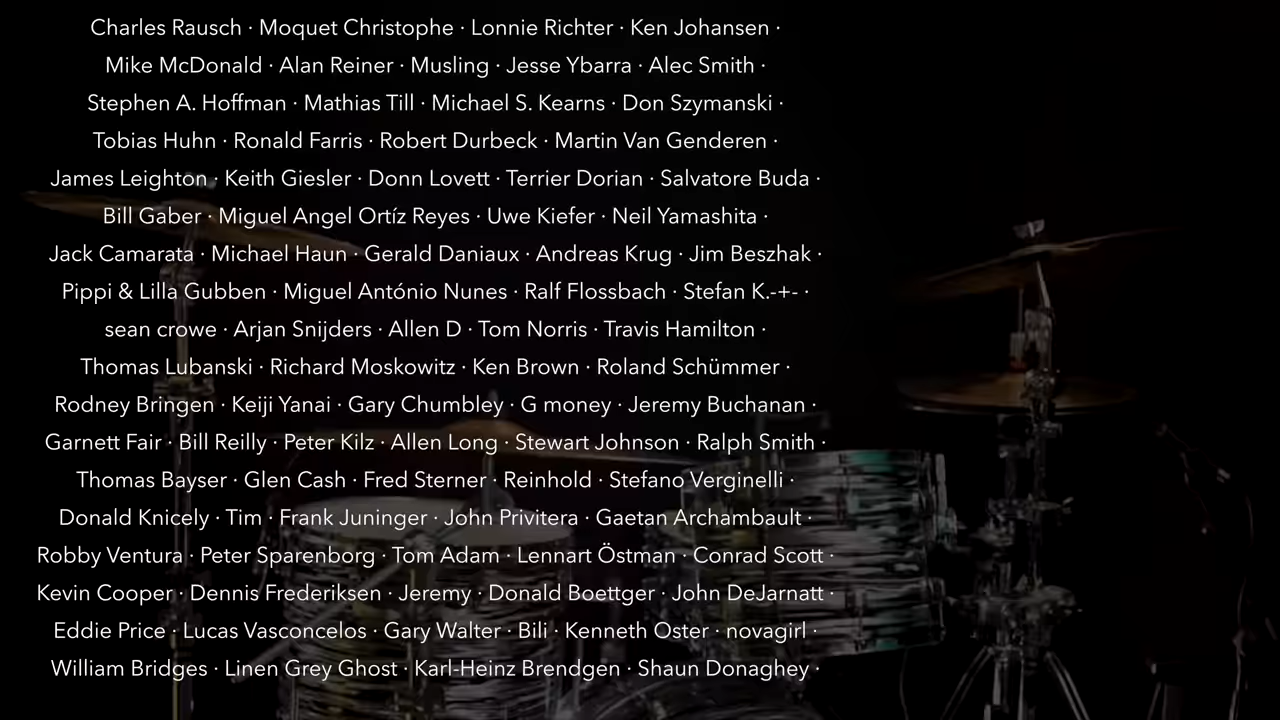 Charles Rausch · Moquet Christophe · Lonnie Richter · Ken Johansen ·
Mike McDonald · Alan Reiner · Musling · Jesse Ybarra · Alec Smith ·
Stephen A. Hoffman · Mathias Till · Michael S. Kearns · Don Szymanski ·
Tobias Huhn · Ronald Farris · Robert Durbeck · Martin Van Genderen ·
James Leighton · Keith Giesler · Donn Lovett · Terrier Dorian · Salvatore Buda ·
Bill Gaber · Miguel Angel Ortíz Reyes · Uwe Kiefer · Neil Yamashita ·
Jack Camarata · Michael Haun · Gerald Daniaux · Andreas Krug · Jim Beszhak ·
Pippi & Lilla Gubben · Miguel António Nunes · Ralf Flossbach · Stefan K.-+- ·
sean crowe · Arjan Snijders · Allen D · Tom Norris · Travis Hamilton ·
Thomas Lubanski · Richard Moskowitz · Ken Brown · Roland Schümmer ·
Rodney Bringen · Keiji Yanai · Gary Chumbley · G money · Jeremy Buchanan ·
Garnett Fair · Bill Reilly · Peter Kilz · Allen Long · Stewart Johnson · Ralph Smith ·
Thomas Bayser · Glen Cash · Fred Sterner · Reinhold · Stefano Verginelli ·
Donald Knicely · Tim · Frank Juninger · John Privitera · Gaetan Archambault ·
Robby Ventura · Peter Sparenborg · Tom Adam · Lennart Östman · Conrad Scott ·
Kevin Cooper · Dennis Frederiksen · Jeremy · Donald Boettger · John DeJarnatt ·
Eddie Price · Lucas Vasconcelos · Gary Walter · Bili · Kenneth Oster · novagirl ·
William Bridges · Linen Grey Ghost · Karl-Heinz Brendgen · Shaun Donaghey ·